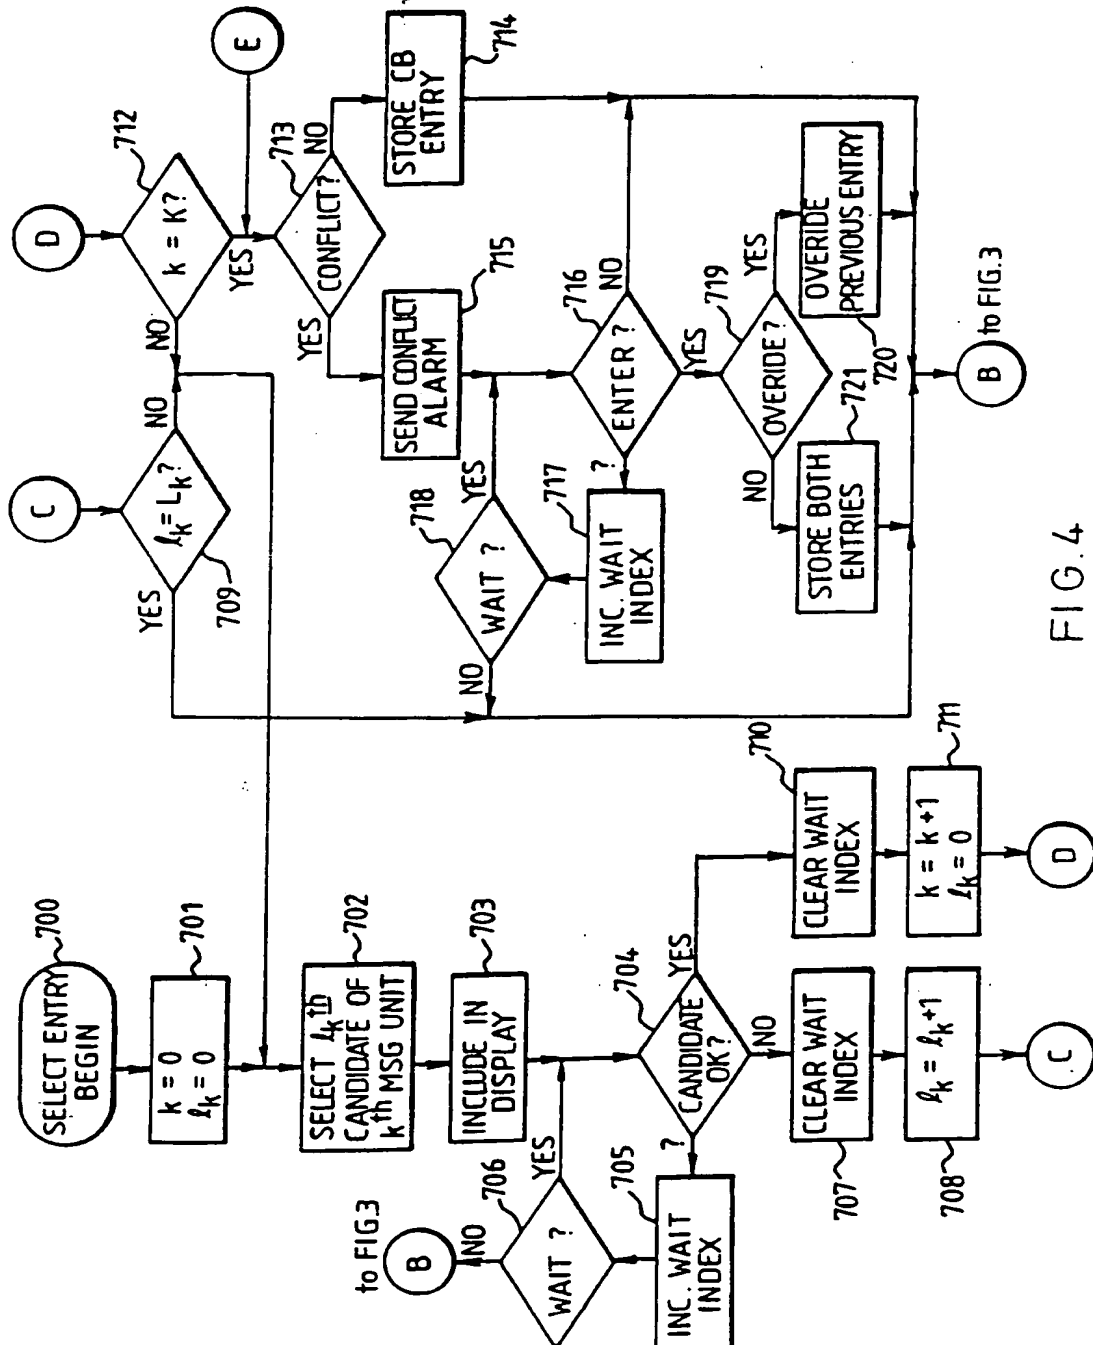 700
SELECT ENTRY
BEGIN
701
k = 0
ℓk = 0
702
SELECT ℓkth
CANDIDATE OF
kth MSG UNIT
703
INCLUDE IN
DISPLAY
704
CANDIDATE
OK?
YES
NO
?
705
INC. WAIT
INDEX
706
WAIT ?
YES
NO
B
to FIG.3
707
CLEAR WAIT
INDEX
708
ℓk = ℓk+1
C
710
CLEAR WAIT
INDEX
711
k = k+1
ℓk = 0
D
C
709
ℓk = Lk?
YES
NO
D
712
k = K?
NO
YES
E
713
CONFLICT?
YES
NO
714
STORE CB
ENTRY
715
SEND CONFLICT
ALARM
716
ENTER ?
NO
YES
?
717
INC. WAIT
INDEX
718
WAIT ?
YES
NO
719
OVERRIDE?
YES
NO
720
OVERRIDE
PREVIOUS ENTRY
721
STORE BOTH
ENTRIES
B
to FIG.3
FIG.4